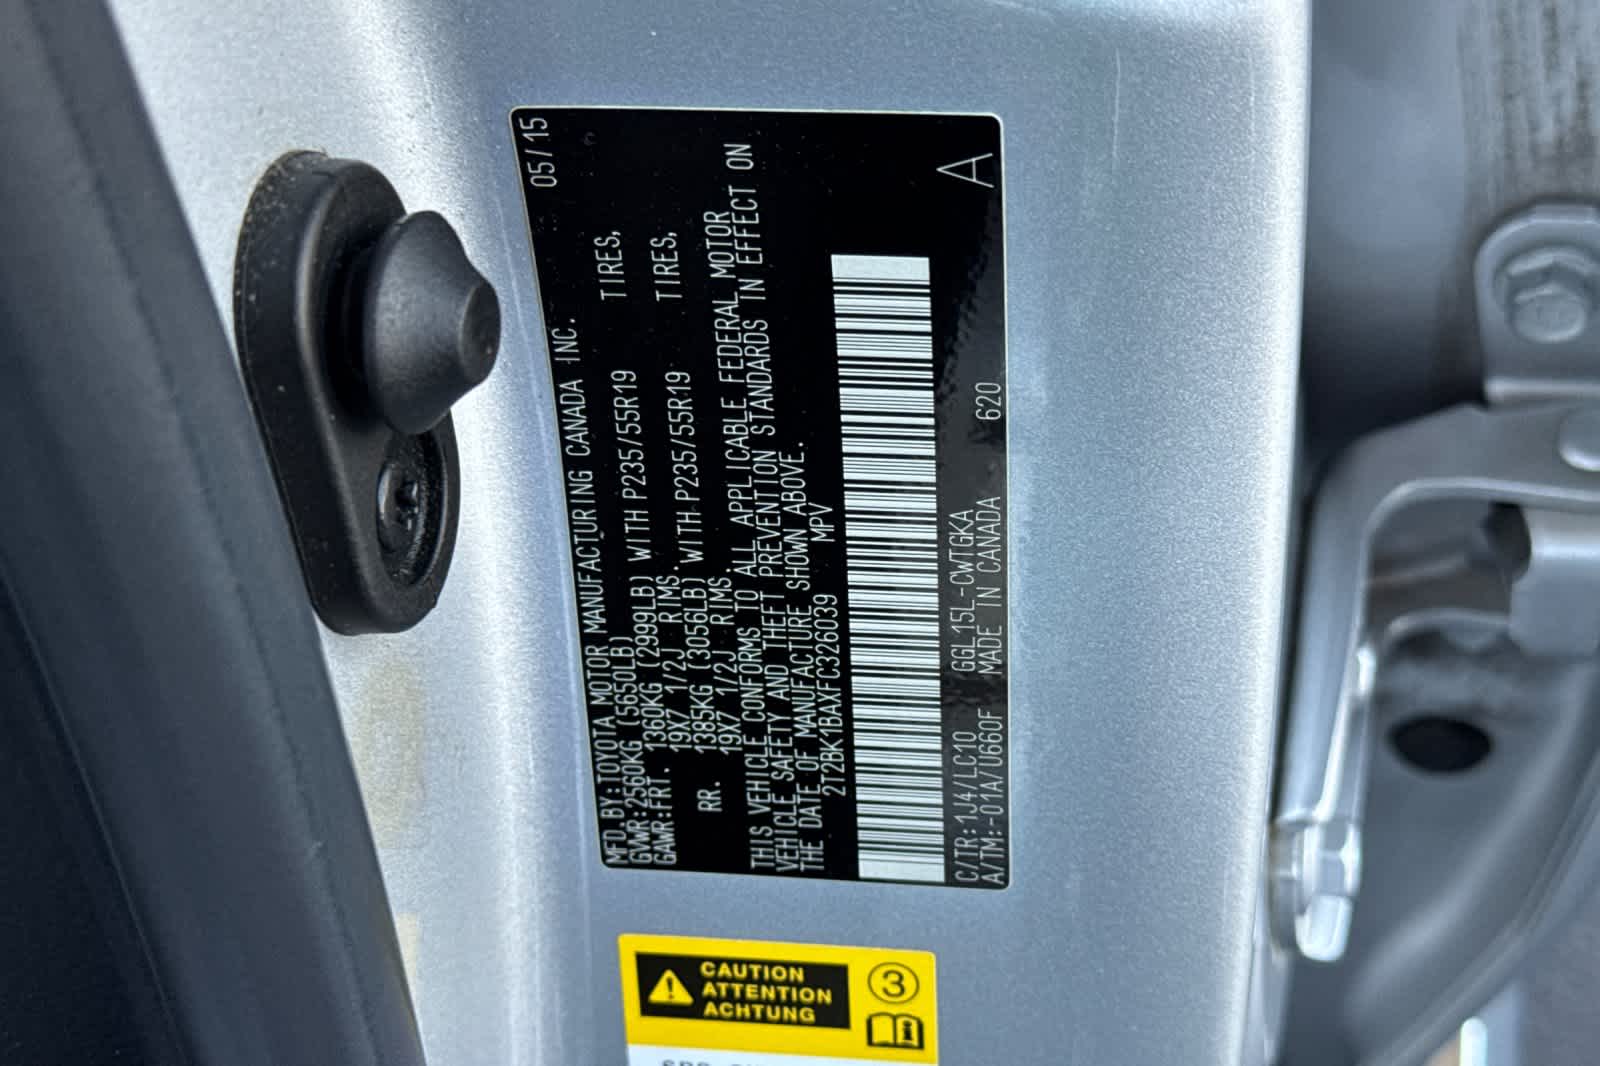 MFD.BY:TOYOTA MOTOR MANUFACTURING CANADA INC. 05/15
GVWR:2560KG (5650LB)
GAWR:FRT. 1360KG (2999LB) WITH P235/55R19 TIRES,
19X7 1/2J RIMS.
RR. 1385KG (3056LB) WITH P235/55R19 TIRES,
19X7 1/2J RIMS
THIS VEHICLE CONFORMS TO ALL APPLICABLE FEDERAL MOTOR
VEHICLE SAFETY AND THEFT PREVENTION STANDARDS IN EFFECT ON
THE DATE OF MANUFACTURE SHOWN ABOVE.
2T2BK1BAXFC326039 MPV
A
C/TR:1J4/LC10 GGL15L-CWTGKA
A/TM:-01A/U660F MADE IN CANADA 620
CAUTION
ATTENTION
ACHTUNG
3